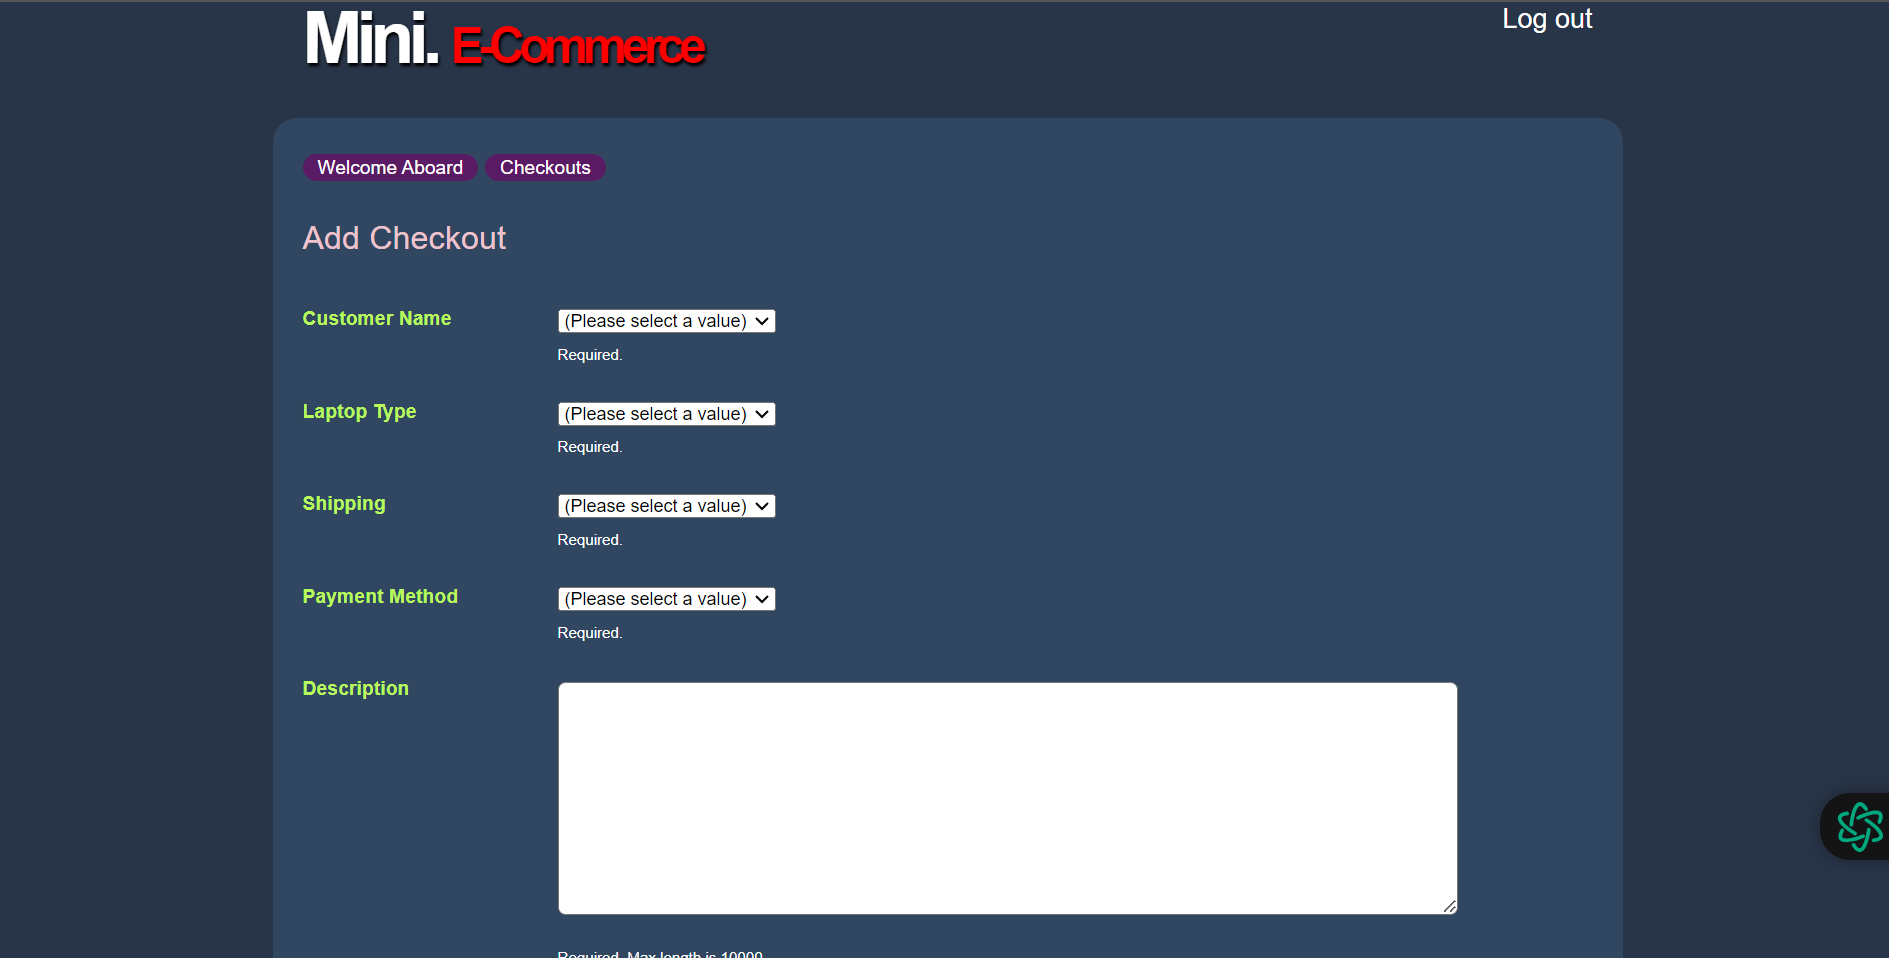 Mini. E-Commerce
Log out
Welcome Aboard
Checkouts
Add Checkout
Customer Name
(Please select a value)
Required.
Laptop Type
(Please select a value)
Required.
Shipping
(Please select a value)
Required.
Payment Method
(Please select a value)
Required.
Description
Required. Max length is 10000.